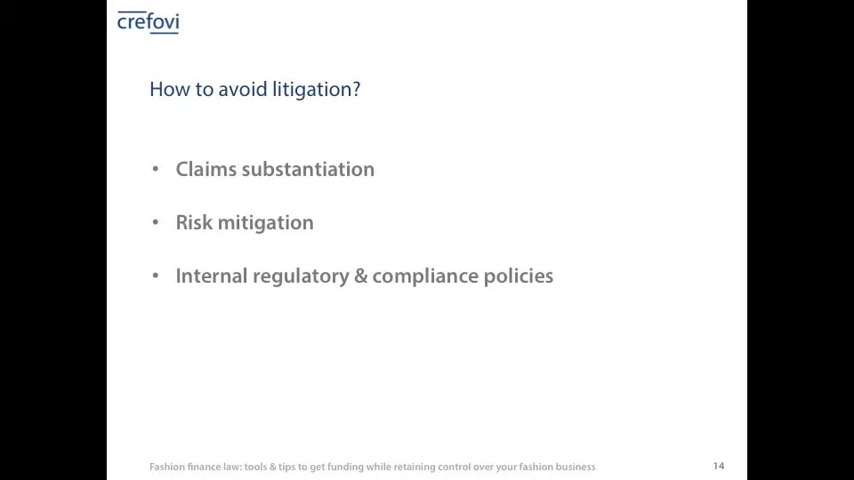 crefovi
How to avoid litigation?
• Claims substantiation
• Risk mitigation
• Internal regulatory & compliance policies
Fashion finance law: tools & tips to get funding while retaining control over your fashion business 14